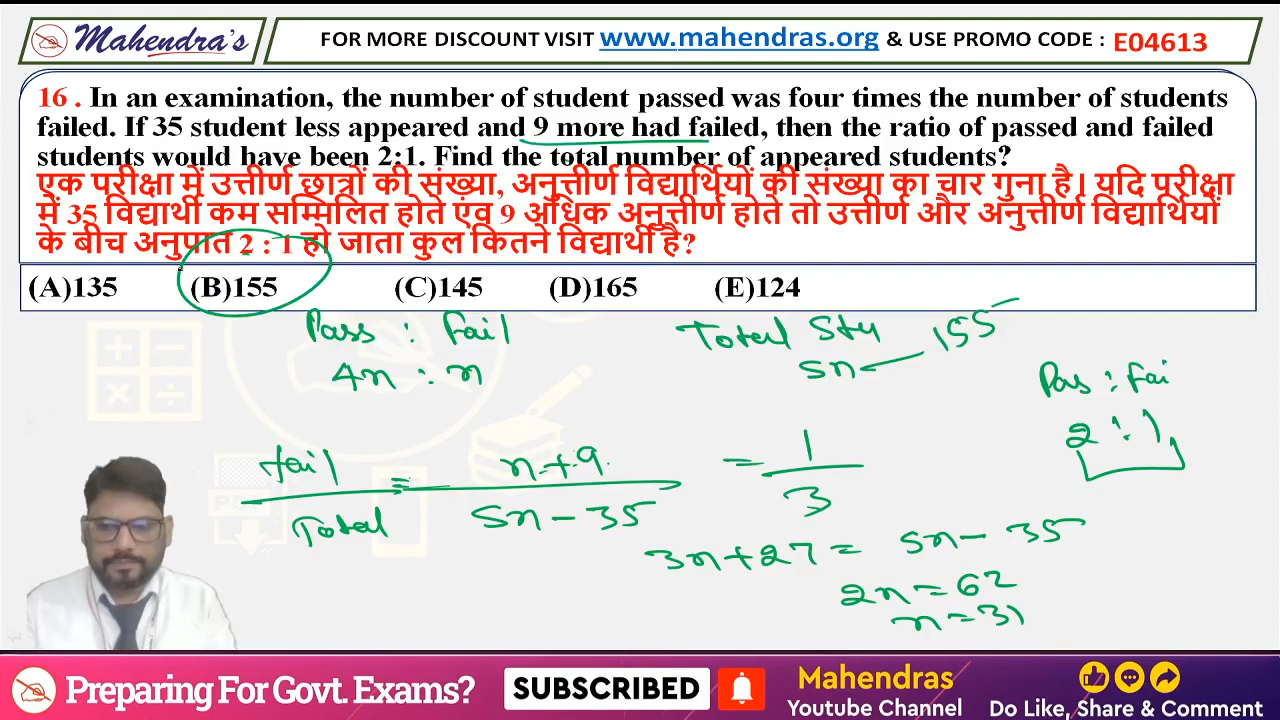 Mahendra's
FOR MORE DISCOUNT VISIT www.mahendras.org & USE PROMO CODE : E04613
16 . In an examination, the number of student passed was four times the number of students
failed. If 35 student less appeared and 9 more had failed, then the ratio of passed and failed
students would have been 2:1. Find the total number of appeared students?
एक परीक्षा में उत्तीर्ण छात्रों की संख्या, अनुत्तीर्ण विद्यार्थियों की संख्या का चार गुना है। यदि परीक्षा
में 35 विद्यार्थी कम सम्मिलित होते एंव 9 अधिक अनुत्तीर्ण होते तो उत्तीर्ण और अनुत्तीर्ण विद्यार्थियों
के बीच अनुपात 2 : 1 हो जाता कुल कितने विद्यार्थी है?
(A)135 (B)155 (C)145 (D)165 (E)124
Pass : Fail Total Stu 155
4n : n 5n
Pas : Fai
2 : 1
fail n+9 = 1
Total = 5n - 35 3
3n+27 = 5n - 35
2n = 62
n = 31
Preparing For Govt. Exams?
SUBSCRIBED
Mahendras
YouTube Channel
Do Like, Share & Comment